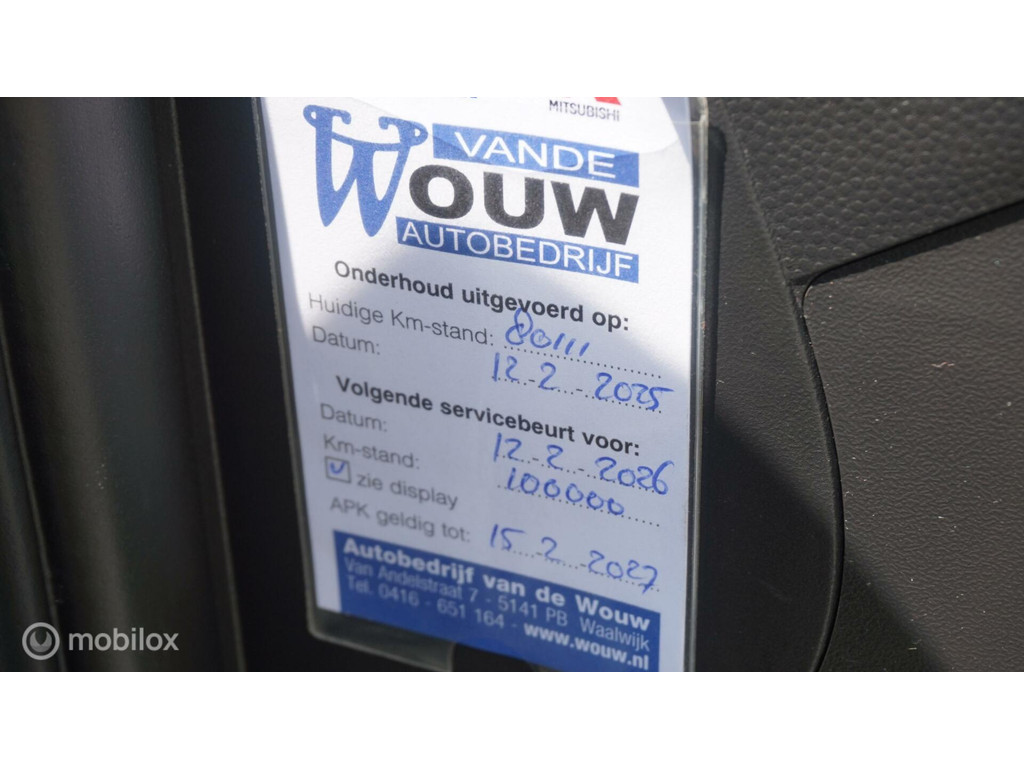 MITSUBISHI
VAN DE
WOUW
AUTOBEDRIJF
Onderhoud uitgevoerd op:
Huidige Km-stand: 80111
Datum: 12-2-2025
Volgende servicebeurt voor:
Datum: 12-2-2026
Km-stand: 100000
zie display
APK geldig tot: 15-2-2027
Autobedrijf van de Wouw
Van Andelstraat 7 - 5141 PB Waalwijk
Tel. 0416 - 651 164 - www.wouw.nl
mobilox